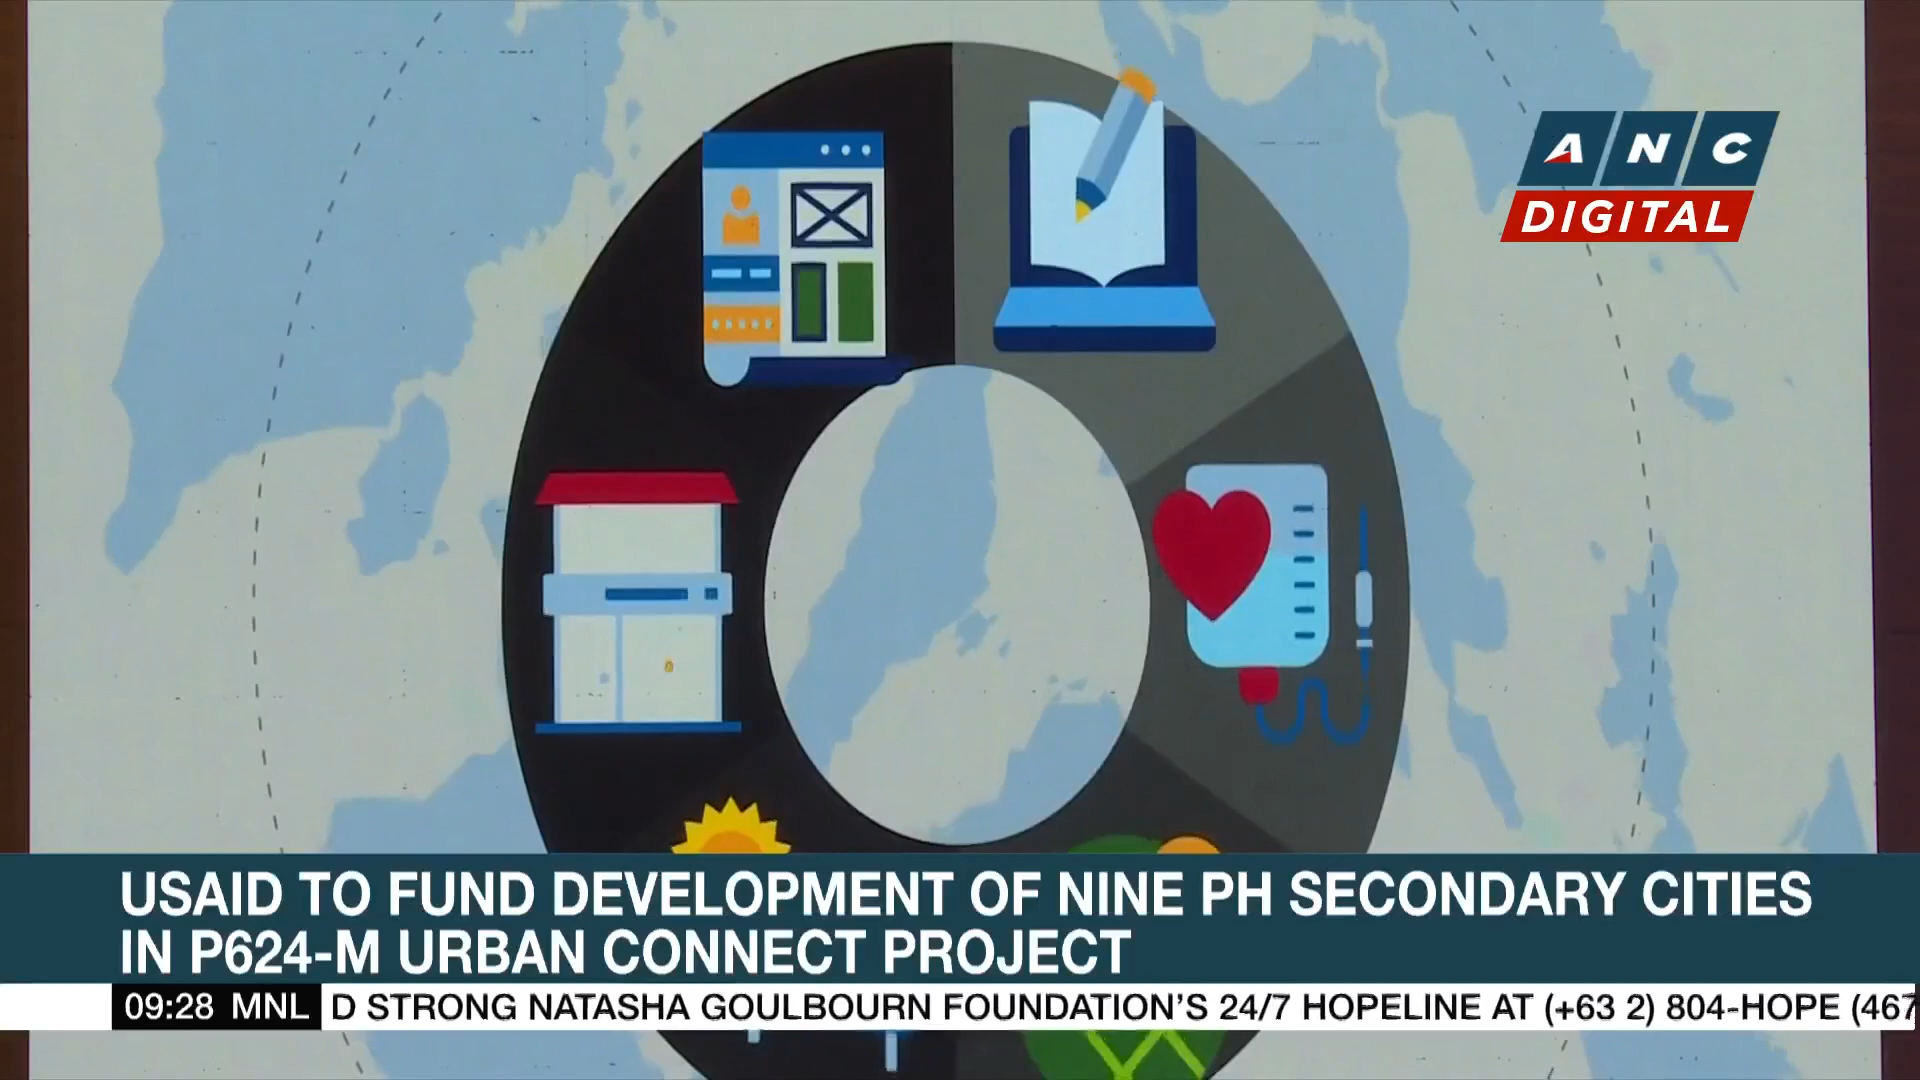 ANC
DIGITAL
USAID TO FUND DEVELOPMENT OF NINE PH SECONDARY CITIES
IN P624-M URBAN CONNECT PROJECT
09:28 MNL D STRONG NATASHA GOULBOURN FOUNDATION'S 24/7 HOPELINE AT (+63 2) 804-HOPE (467